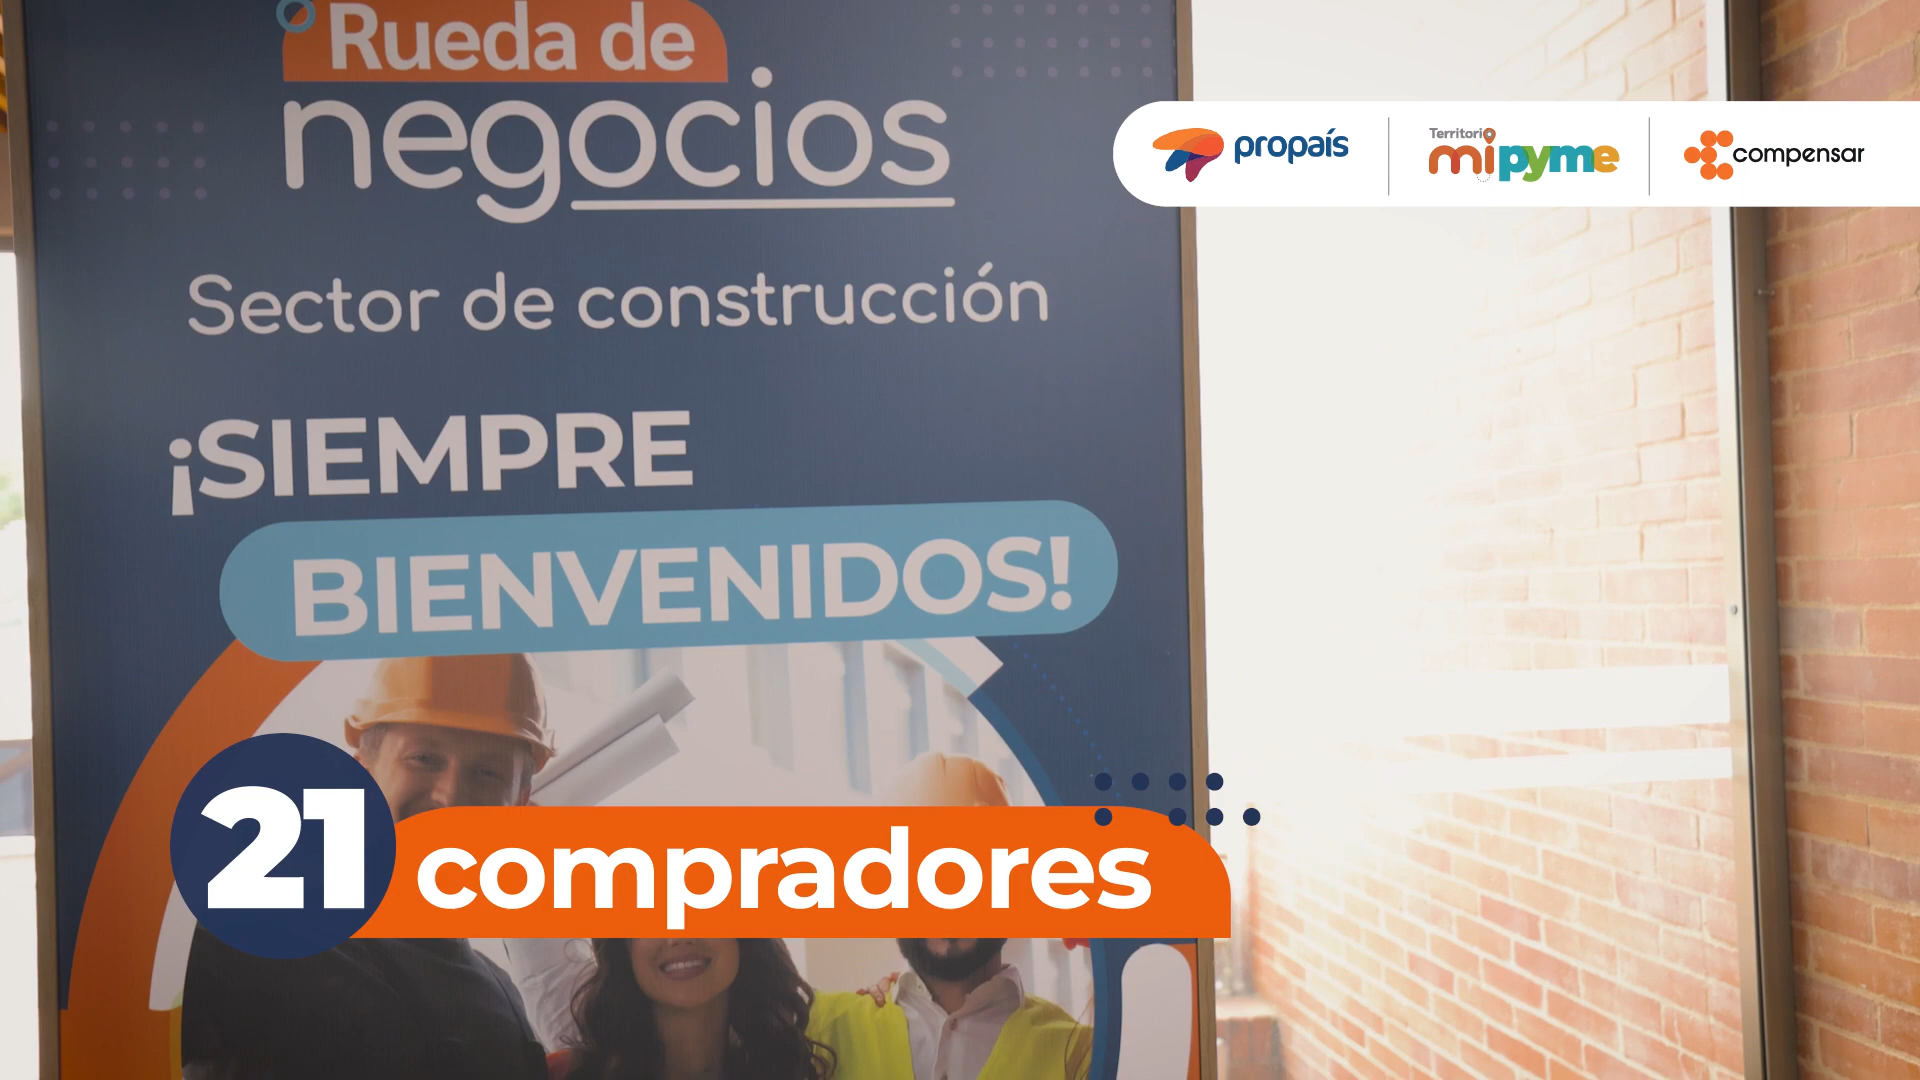 Rueda de
negocios
Sector de construcción
¡SIEMPRE
BIENVENIDOS!
propaís
Territorio
mipyme
compensar
21 compradores